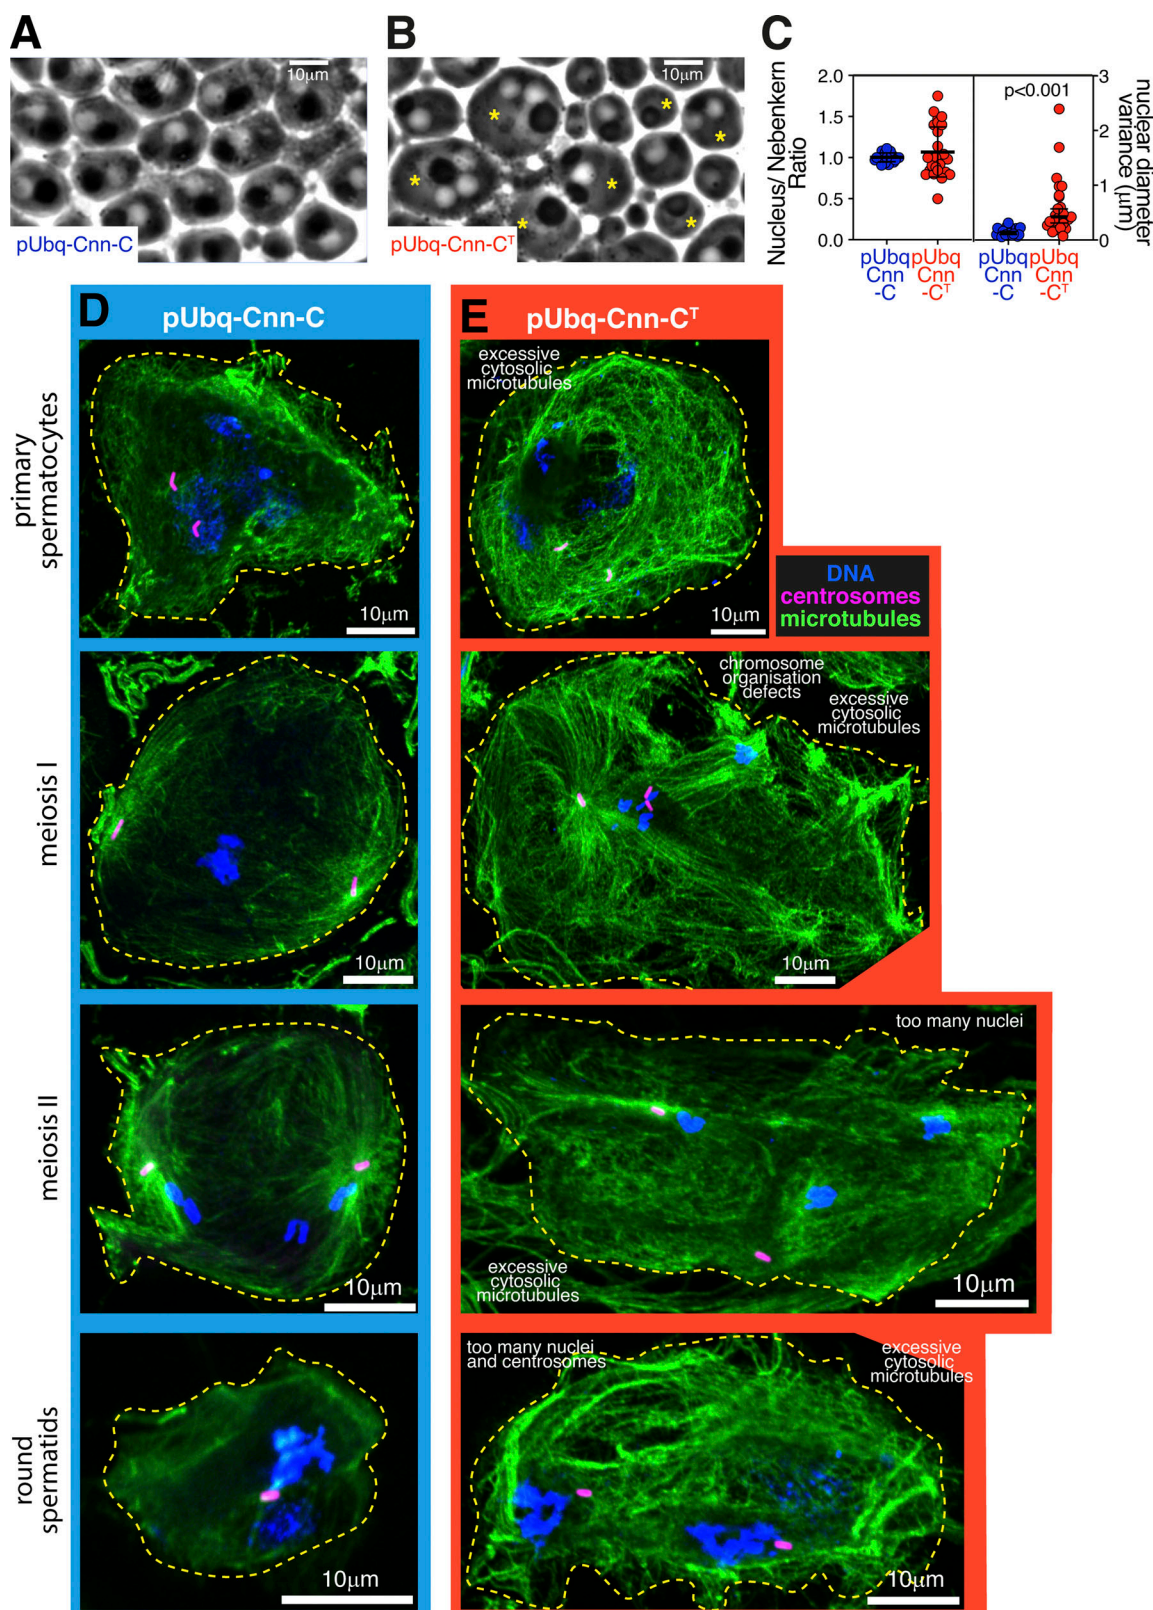 A
10μm
pUbq-Cnn-C
B
10μm
* * * * * * *
pUbq-Cnn-Cᵀ
C
Nucleus/ Nebenkern
Ratio
2.0
1.5
1.0
0.5
0.0
p<0.001
3
2
1
0
nuclear diameter
variance (μm)
pUbq
Cnn
-C
pUbq
Cnn
-Cᵀ
pUbq
Cnn
-C
pUbq
Cnn
-Cᵀ
D
pUbq-Cnn-C
E
pUbq-Cnn-Cᵀ
primary
spermatocytes
10μm
excessive
cytosolic
microtubules
10μm
DNA
centrosomes
microtubules
meiosis I
10μm
chromosome
organisation
defects
excessive
cytosolic
microtubules
10μm
meiosis II
10μm
too many nuclei
excessive
cytosolic
microtubules
10μm
round
spermatids
10μm
too many nuclei
and centrosomes
excessive
cytosolic
microtubules
10μm